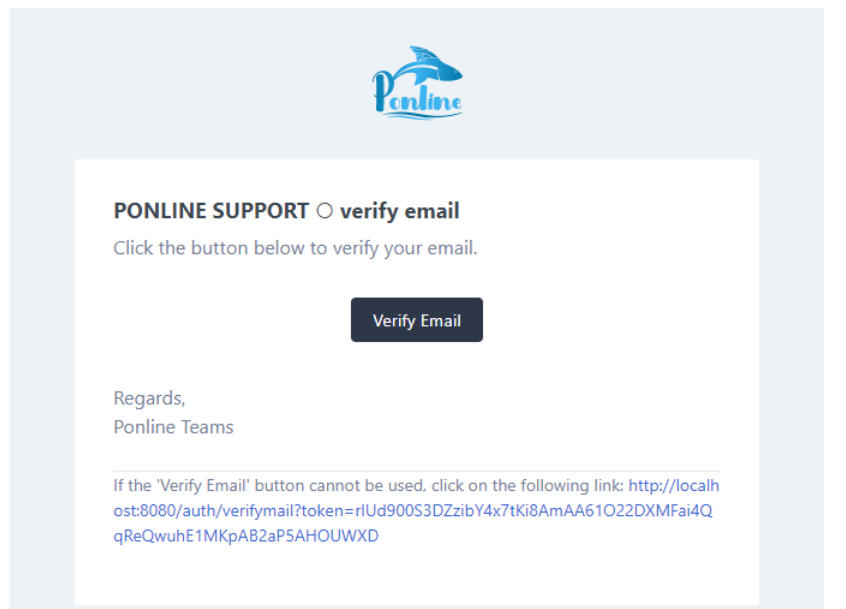 Ponline
PONLINE SUPPORT ○ verify email
Click the button below to verify your email.
Verify Email
Regards,
Ponline Teams
If the 'Verify Email' button cannot be used, click on the following link: http://localh
ost:8080/auth/verifymail?token=rlUd900S3DZzibY4x7tKi8AmAA61O22DXMFai4Q
qReQwuhE1MKpAB2aP5AHOUWXD